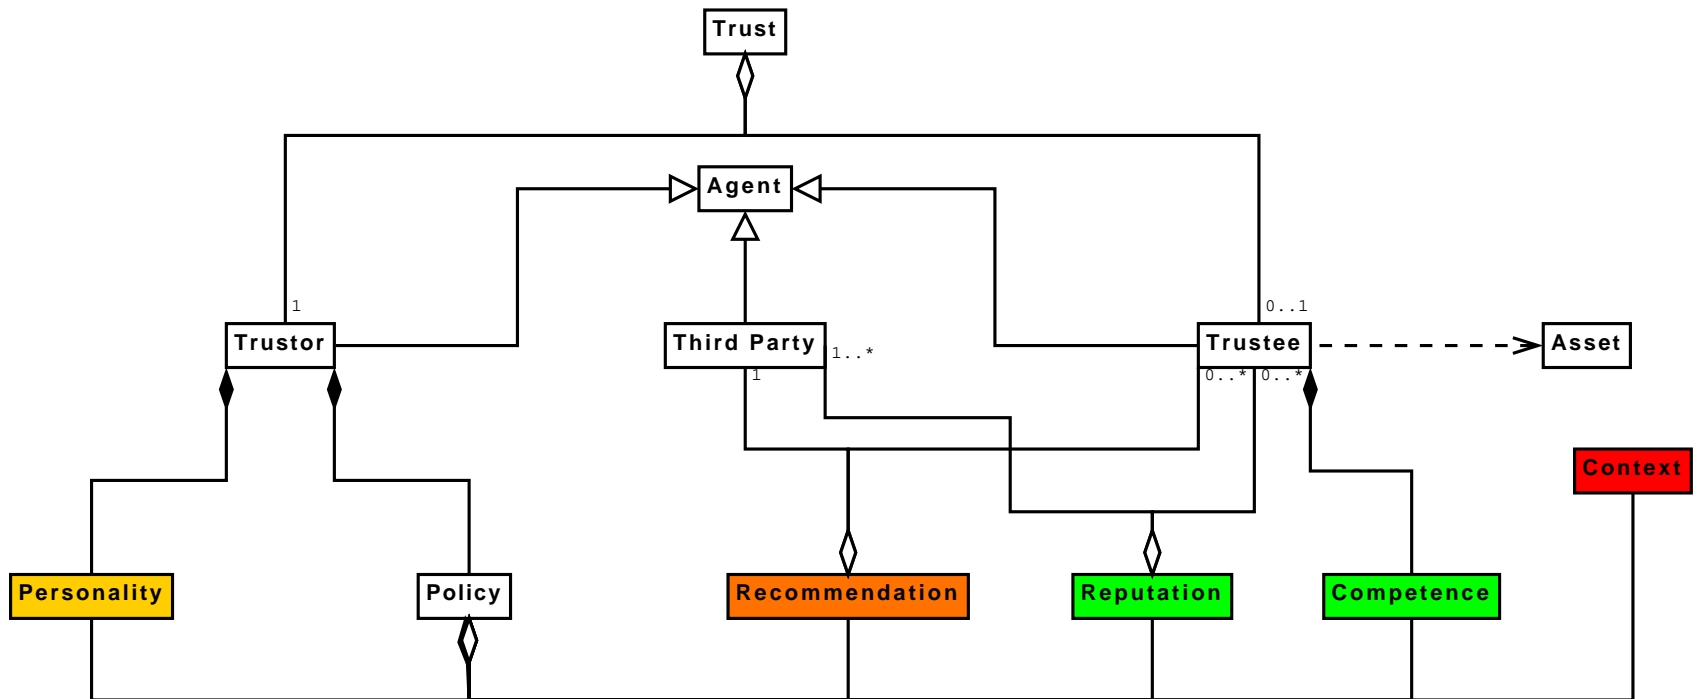 Trust
Agent
1
0..1
Trustor
Third Party
1..*
Trustee
Asset
1
0..*
0..*
Context
Personality
Policy
Recommendation
Reputation
Competence